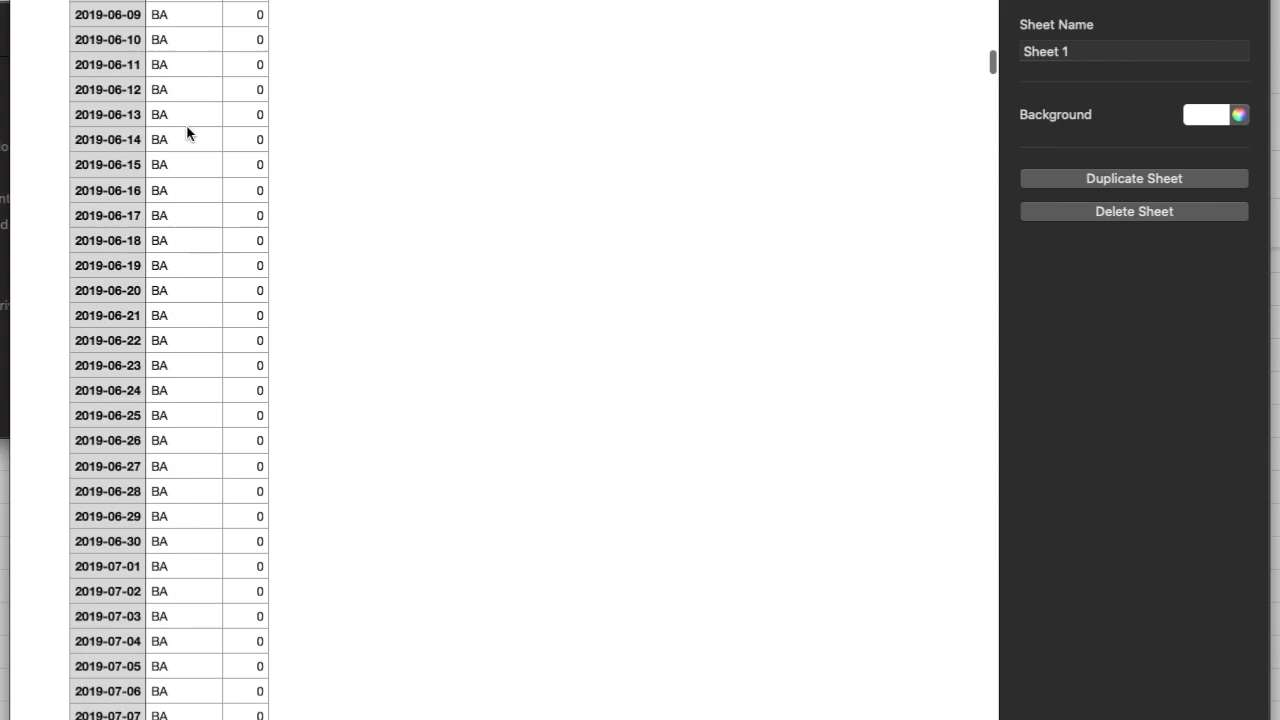 2019-06-09 BA 0
2019-06-10 BA 0
2019-06-11 BA 0
2019-06-12 BA 0
2019-06-13 BA 0
2019-06-14 BA 0
2019-06-15 BA 0
2019-06-16 BA 0
2019-06-17 BA 0
2019-06-18 BA 0
2019-06-19 BA 0
2019-06-20 BA 0
2019-06-21 BA 0
2019-06-22 BA 0
2019-06-23 BA 0
2019-06-24 BA 0
2019-06-25 BA 0
2019-06-26 BA 0
2019-06-27 BA 0
2019-06-28 BA 0
2019-06-29 BA 0
2019-06-30 BA 0
2019-07-01 BA 0
2019-07-02 BA 0
2019-07-03 BA 0
2019-07-04 BA 0
2019-07-05 BA 0
2019-07-06 BA 0
2019-07-07 BA 0
Sheet Name
Sheet 1
Background
Duplicate Sheet
Delete Sheet